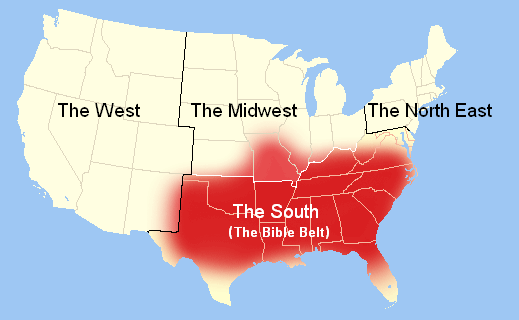 The West
The Midwest
The North East
The South
(The Bible Belt)